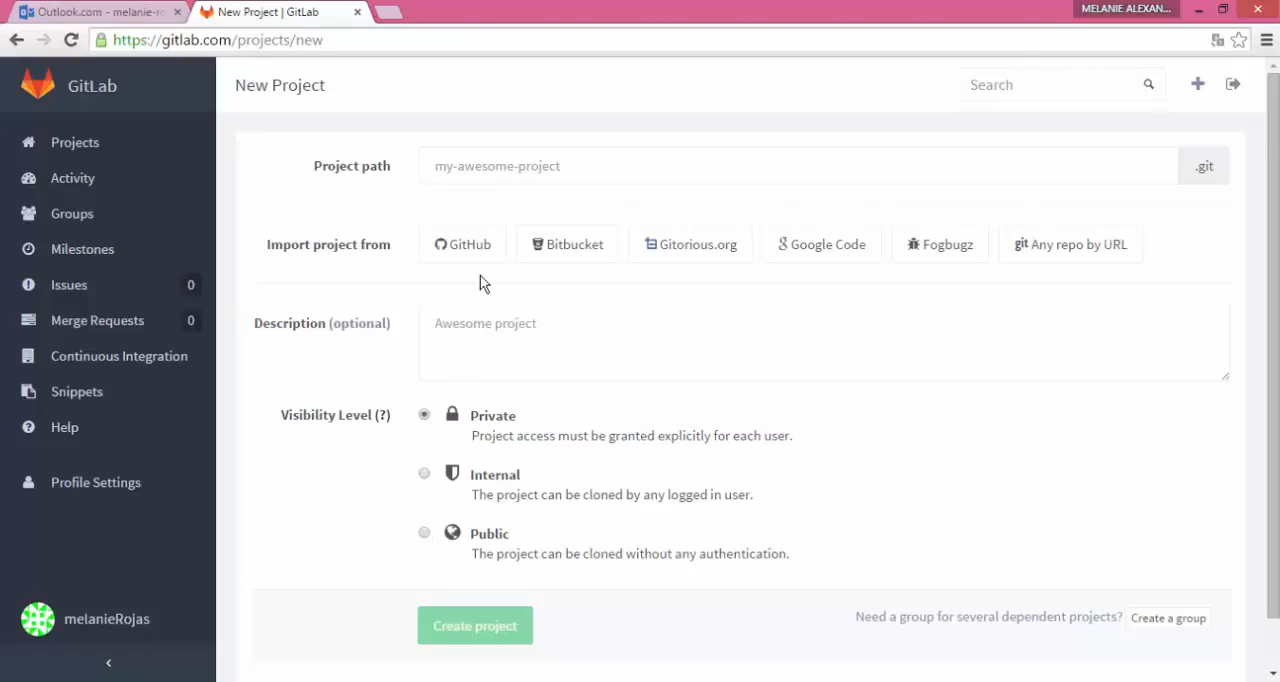 Outlook.com - melanie-ro
New Project | GitLab
MELANIE ALEXAN...
https://gitlab.com/projects/new
GitLab
New Project
Search
Projects
Activity
Groups
Milestones
Issues 0
Merge Requests 0
Continuous Integration
Snippets
Help
Profile Settings
melanieRojas
Project path my-awesome-project .git
Import project from GitHub Bitbucket Gitorious.org Google Code Fogbugz git Any repo by URL
Description (optional) Awesome project
Visibility Level (?) Private
Project access must be granted explicitly for each user.
Internal
The project can be cloned by any logged in user.
Public
The project can be cloned without any authentication.
Create project
Need a group for several dependent projects? Create a group